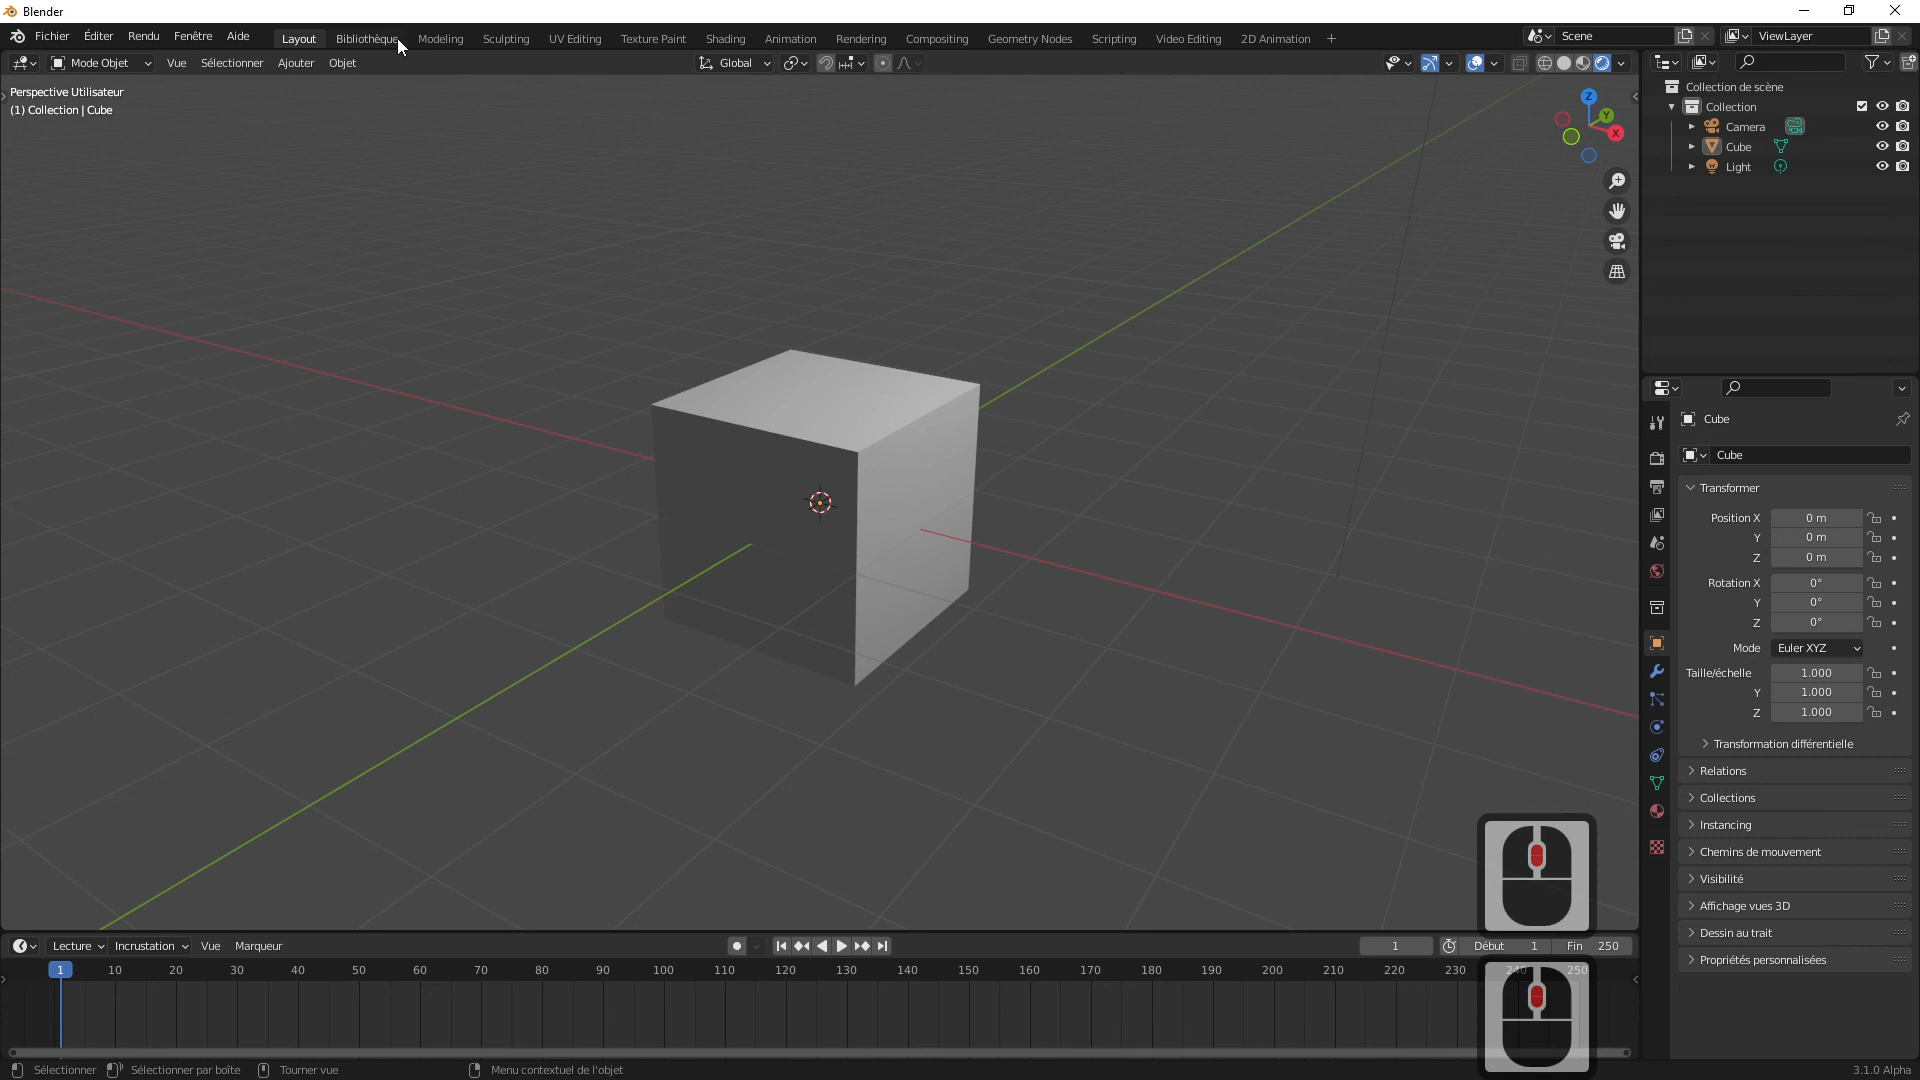 Blender
Fichier Éditer Rendu Fenêtre Aide Layout Bibliothèque Modeling Sculpting UV Editing Texture Paint Shading Animation Rendering Compositing Geometry Nodes Scripting Video Editing 2D Animation + Scene ViewLayer
Mode Objet Vue Sélectionner Ajouter Objet Global
Perspective Utilisateur
(1) Collection | Cube
Z
Y
X
Collection de scène
Collection
Camera
Cube
Light
Cube
Cube
Transformer
Position X 0 m
Y 0 m
Z 0 m
Rotation X 0°
Y 0°
Z 0°
Mode Euler XYZ
Taille/échelle 1.000
Y 1.000
Z 1.000
Transformation différentielle
Relations
Collections
Instancing
Chemins de mouvement
Visibilité
Affichage vues 3D
Dessin au trait
Propriétés personnalisées
Lecture Incrustation Vue Marqueur 1 Début 1 Fin 250
1 10 20 30 40 50 60 70 80 90 100 110 120 130 140 150 160 170 180 190 200 210 220 230 240 250
Sélectionner Sélectionner par boîte Tourner vue Menu contextuel de l'objet 3.1.0 Alpha